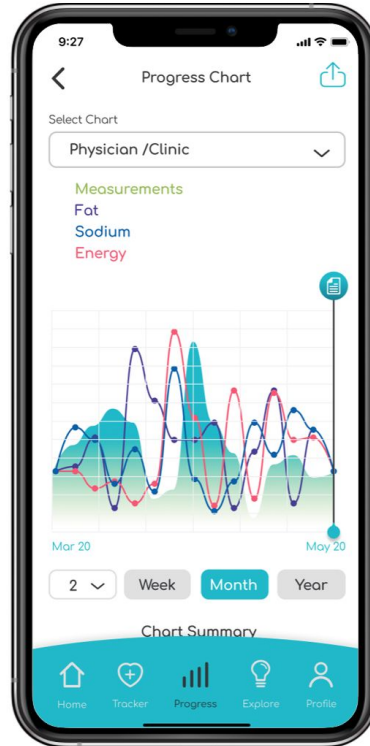 9:27
Progress Chart
Select Chart
Physician /Clinic
Measurements
Fat
Sodium
Energy
Mar 20
May 20
2
Week
Month
Year
Chart Summary
Home
Tracker
Progress
Explore
Profile